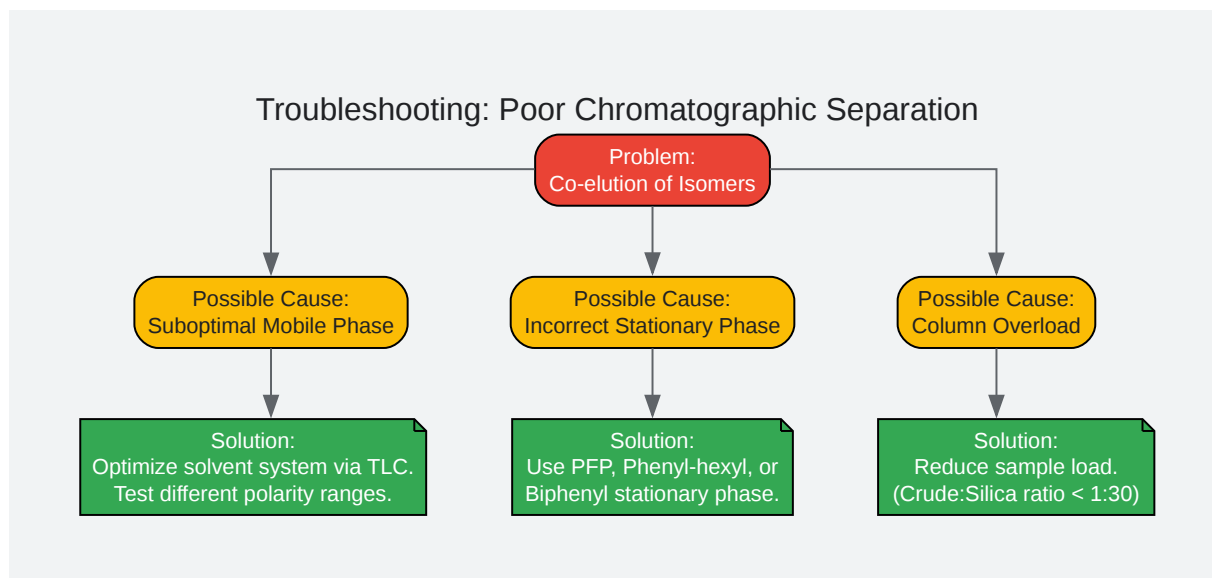 Troubleshooting: Poor Chromatographic Separation
Problem:
Co-elution of Isomers
Possible Cause:
Suboptimal Mobile Phase
Possible Cause:
Incorrect Stationary Phase
Possible Cause:
Column Overload
Solution:
Optimize solvent system via TLC.
Test different polarity ranges.
Solution:
Use PFP, Phenyl-hexyl, or
Biphenyl stationary phase.
Solution:
Reduce sample load.
(Crude:Silica ratio < 1:30)